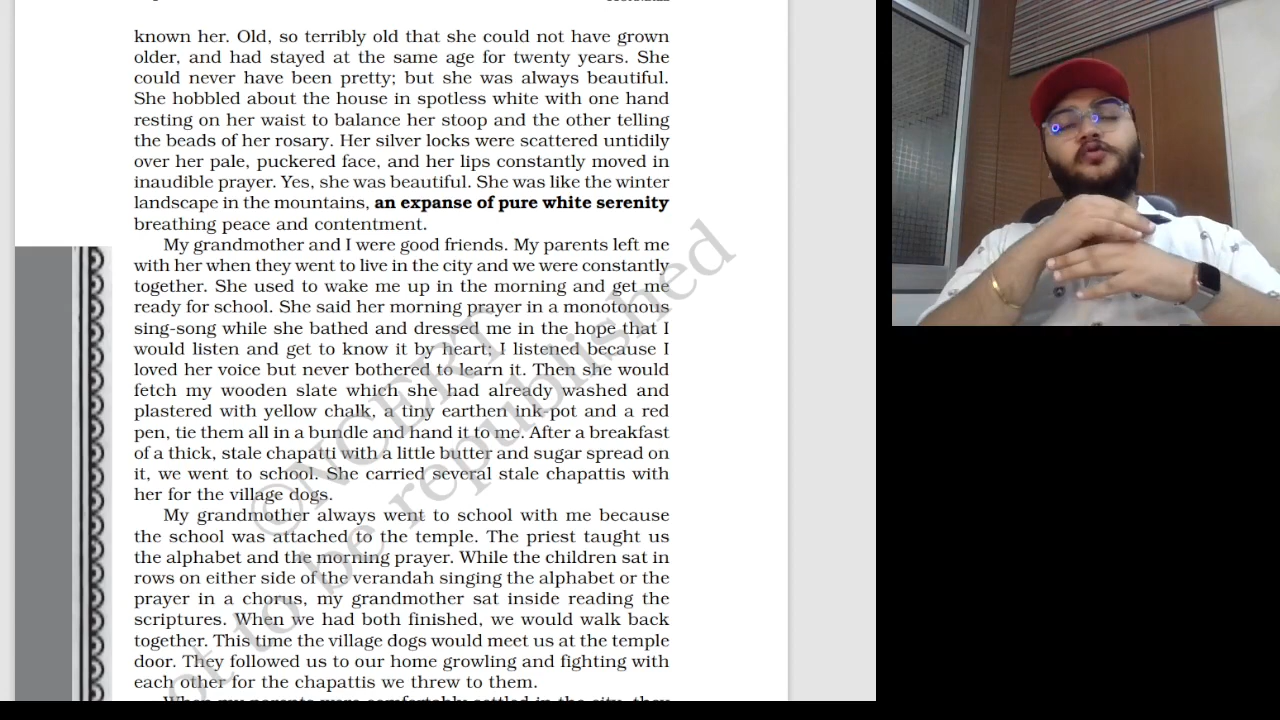 known her. Old, so terribly old that she could not have grown
older, and had stayed at the same age for twenty years. She
could never have been pretty; but she was always beautiful.
She hobbled about the house in spotless white with one hand
resting on her waist to balance her stoop and the other telling
the beads of her rosary. Her silver locks were scattered untidily
over her pale, puckered face, and her lips constantly moved in
inaudible prayer. Yes, she was beautiful. She was like the winter
landscape in the mountains, an expanse of pure white serenity
breathing peace and contentment.
My grandmother and I were good friends. My parents left me
with her when they went to live in the city and we were constantly
together. She used to wake me up in the morning and get me
ready for school. She said her morning prayer in a monotonous
sing-song while she bathed and dressed me in the hope that I
would listen and get to know it by heart; I listened because I
loved her voice but never bothered to learn it. Then she would
fetch my wooden slate which she had already washed and
plastered with yellow chalk, a tiny earthen ink-pot and a red
pen, tie them all in a bundle and hand it to me. After a breakfast
of a thick, stale chapatti with a little butter and sugar spread on
it, we went to school. She carried several stale chapattis with
her for the village dogs.
My grandmother always went to school with me because
the school was attached to the temple. The priest taught us
the alphabet and the morning prayer. While the children sat in
rows on either side of the verandah singing the alphabet or the
prayer in a chorus, my grandmother sat inside reading the
scriptures. When we had both finished, we would walk back
together. This time the village dogs would meet us at the temple
door. They followed us to our home growling and fighting with
each other for the chapattis we threw to them.
When my parents were comfortably settled in the city, they
©NCERT
not to be republished